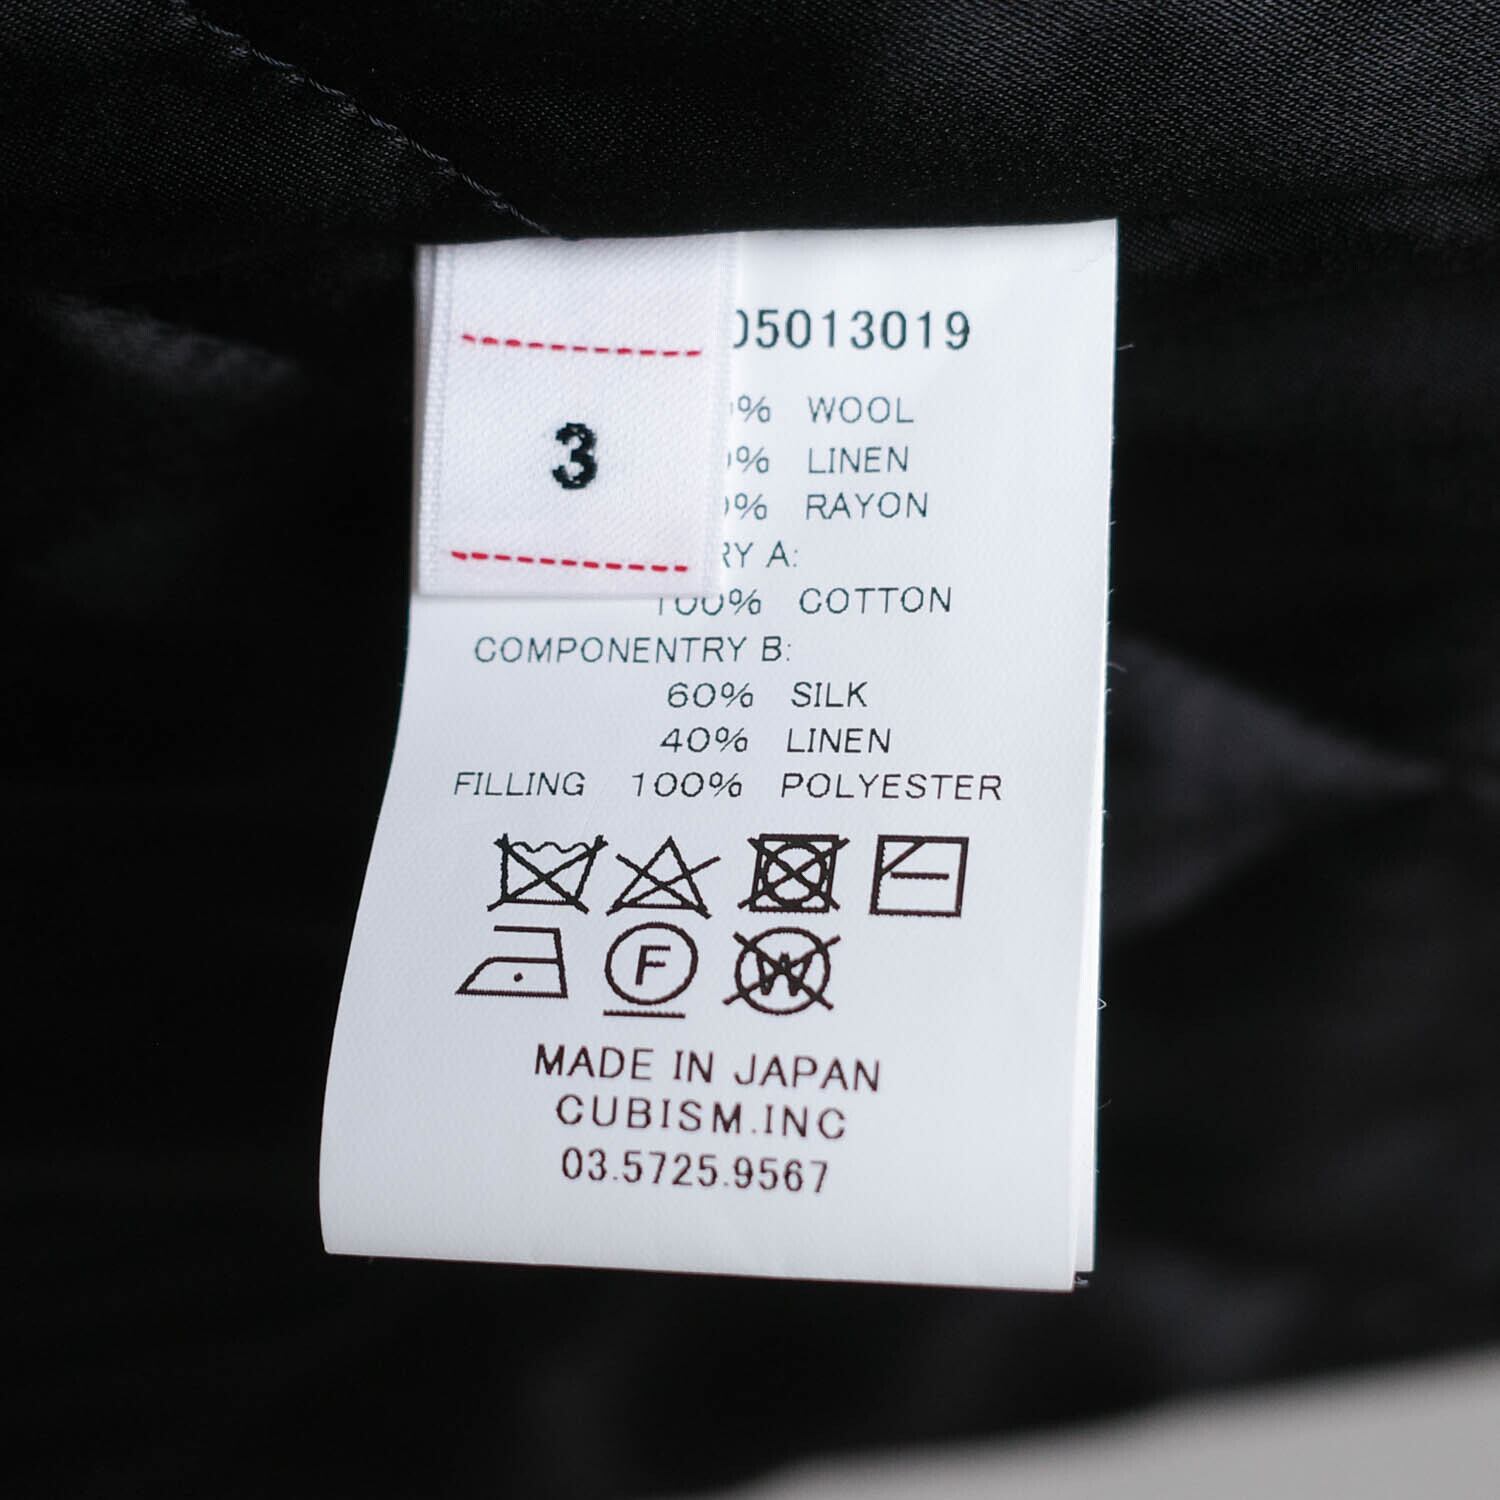 05013019
3
% WOOL
% LINEN
% RAYON
RY A:
100% COTTON
COMPONENTRY B:
60% SILK
40% LINEN
FILLING 100% POLYESTER
F
W
MADE IN JAPAN
CUBISM.INC
03.5725.9567